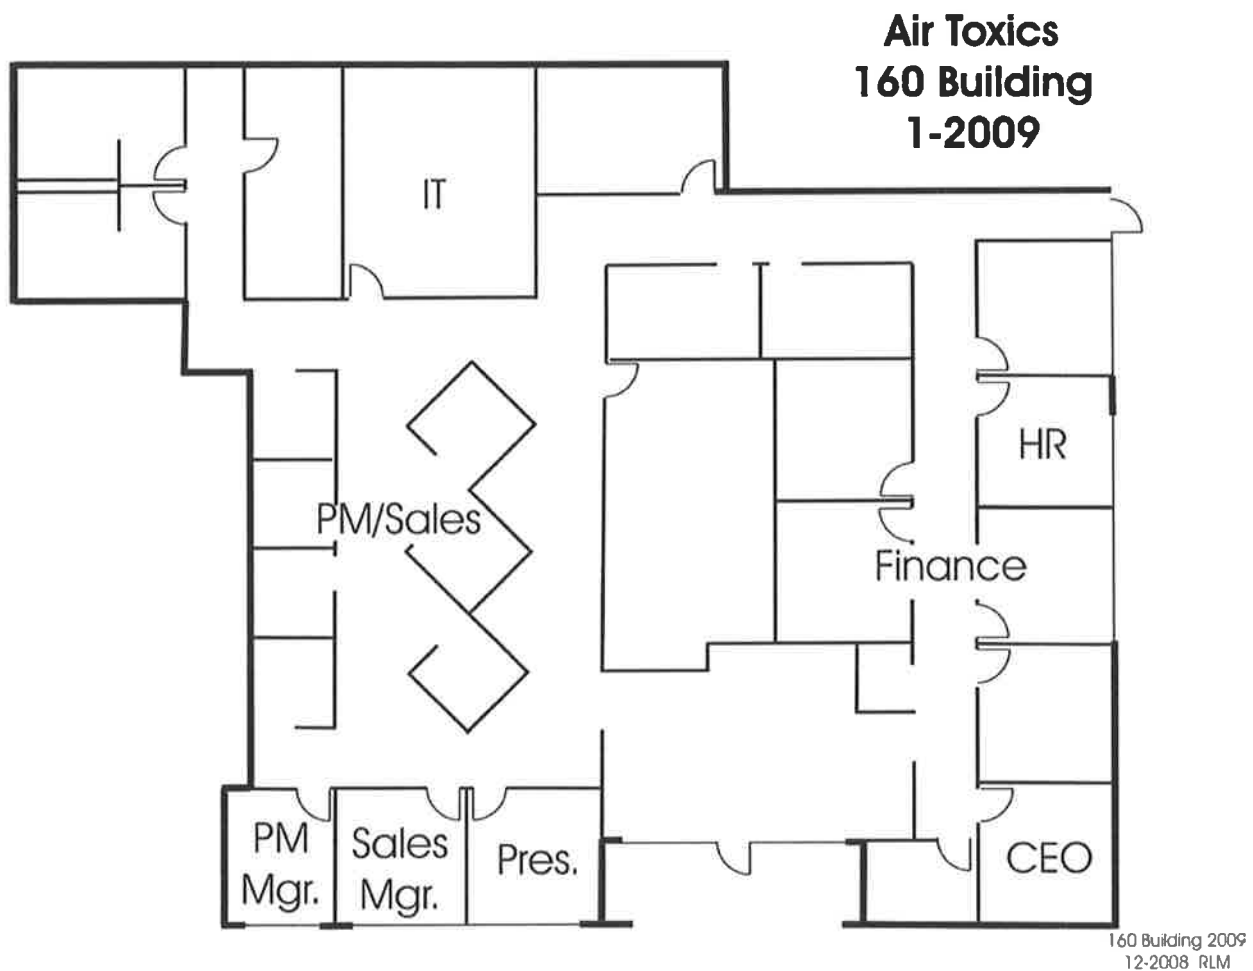 Air Toxics
160 Building
1-2009
IT
HR
PM/Sales
Finance
PM
Mgr.
Sales
Mgr.
Pres.
CEO
160 Building 2009
12-2008 RLM